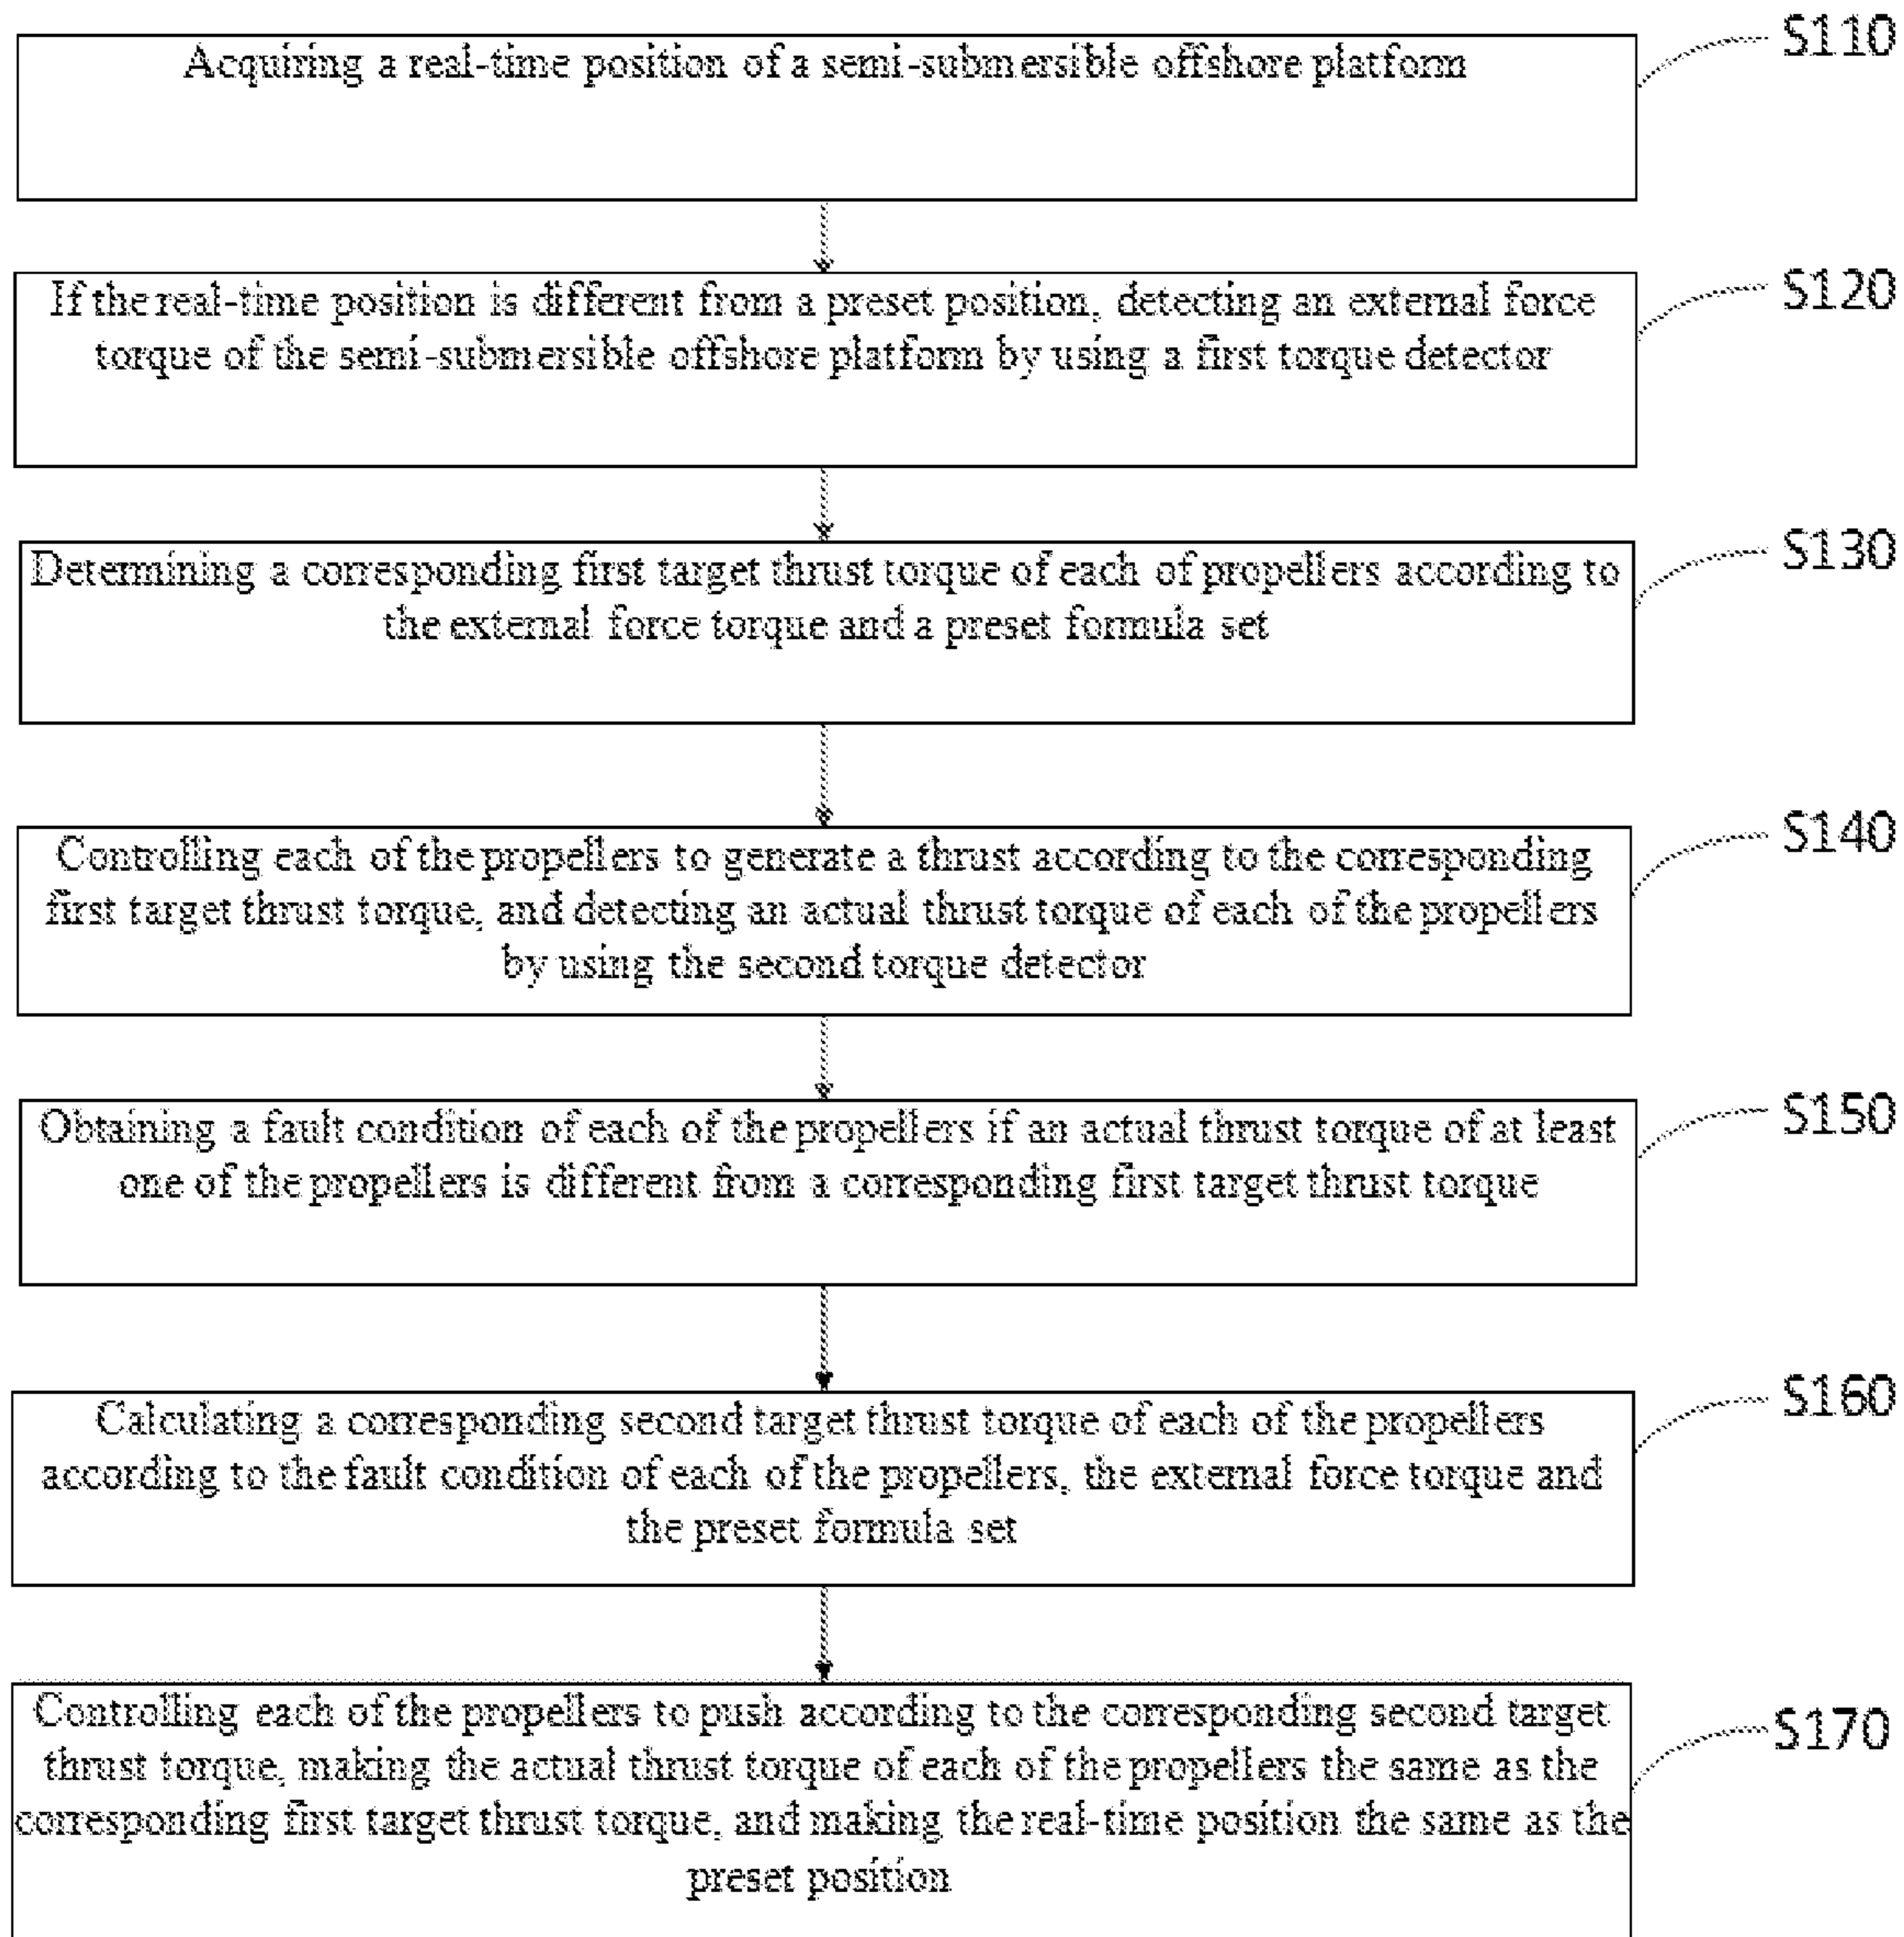 Acquiring a real-time position of a semi-submersible offshore platform
S110
If the real-time position is different from a preset position, detecting an external force
torque of the semi-submersible offshore platform by using a first torque detector
S120
Determining a corresponding first target thrust torque of each of propellers according to
the external force torque and a preset formula set
S130
Controlling each of the propellers to generate a thrust according to the corresponding
first target thrust torque, and detecting an actual thrust torque of each of the propellers
by using the second torque detector
S140
Obtaining a fault condition of each of the propellers if an actual thrust torque of at least
one of the propellers is different from a corresponding first target thrust torque
S150
Calculating a corresponding second target thrust torque of each of the propellers
according to the fault condition of each of the propellers, the external force torque and
the preset formula set
S160
Controlling each of the propellers to push according to the corresponding second target
thrust torque, making the actual thrust torque of each of the propellers the same as the
corresponding first target thrust torque, and making the real-time position the same as the
preset position
S170